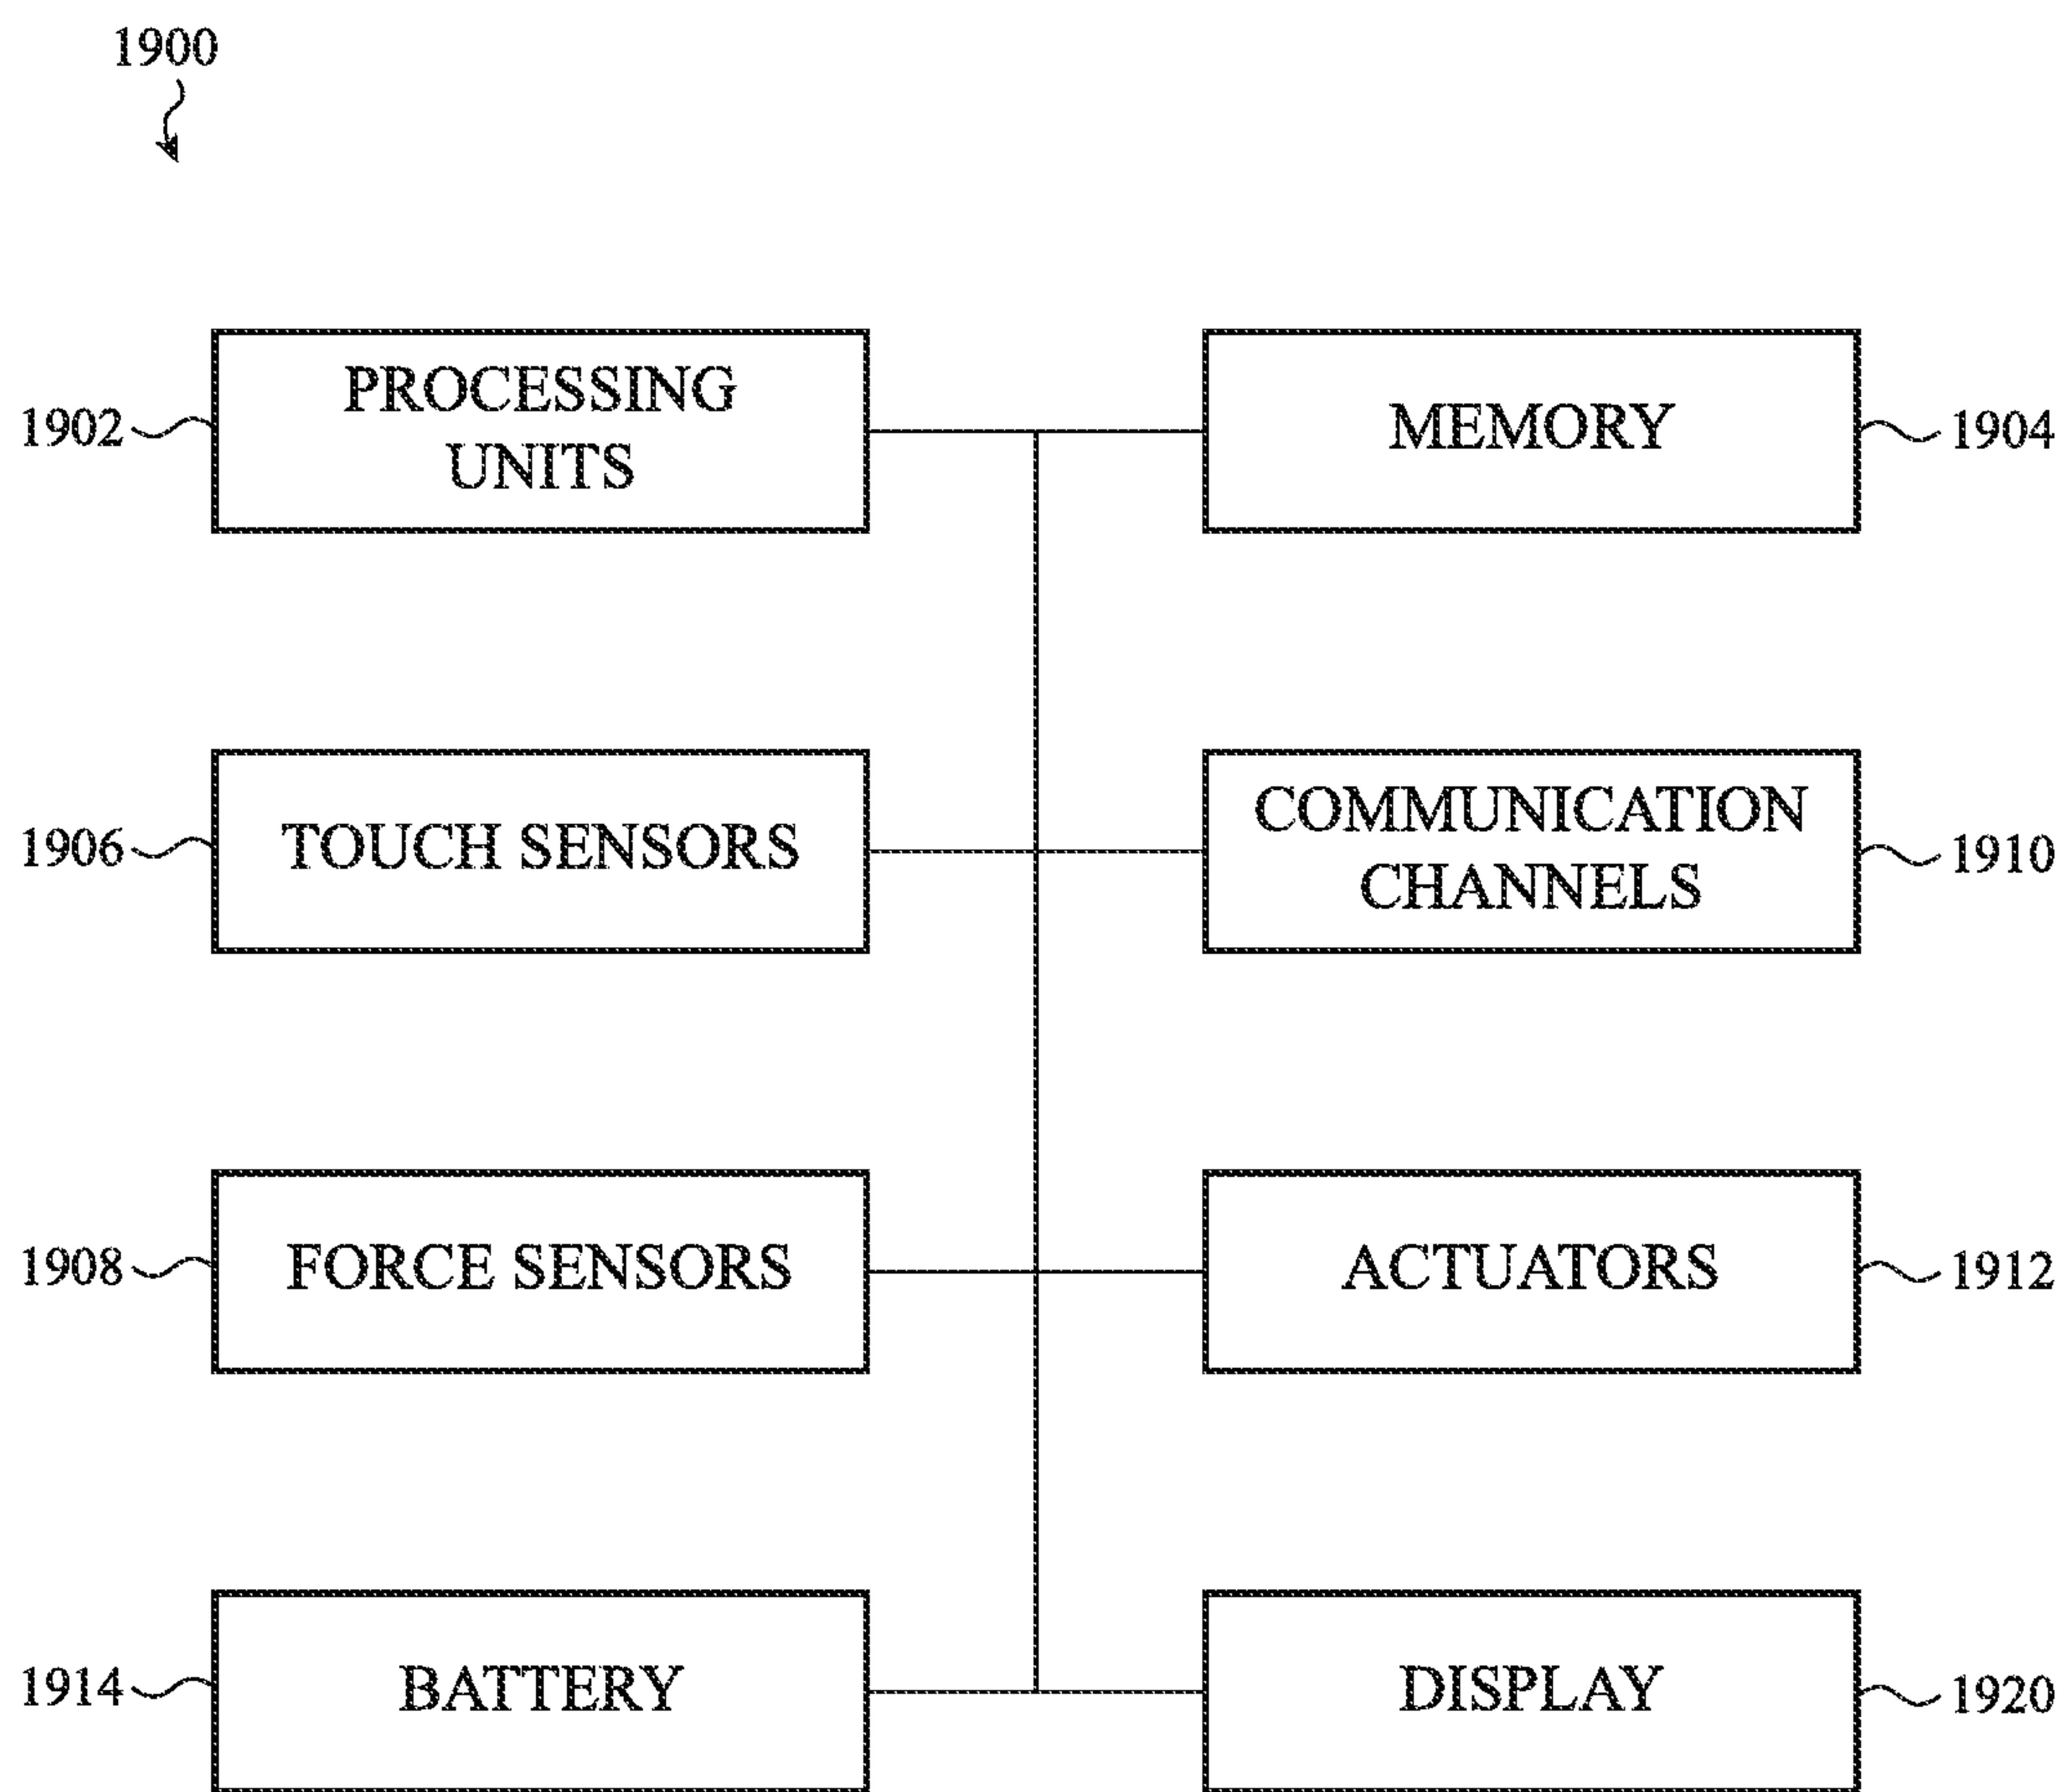 1900
PROCESSING
UNITS
1902
MEMORY
1904
TOUCH SENSORS
1906
COMMUNICATION
CHANNELS
1910
FORCE SENSORS
1908
ACTUATORS
1912
BATTERY
1914
DISPLAY
1920